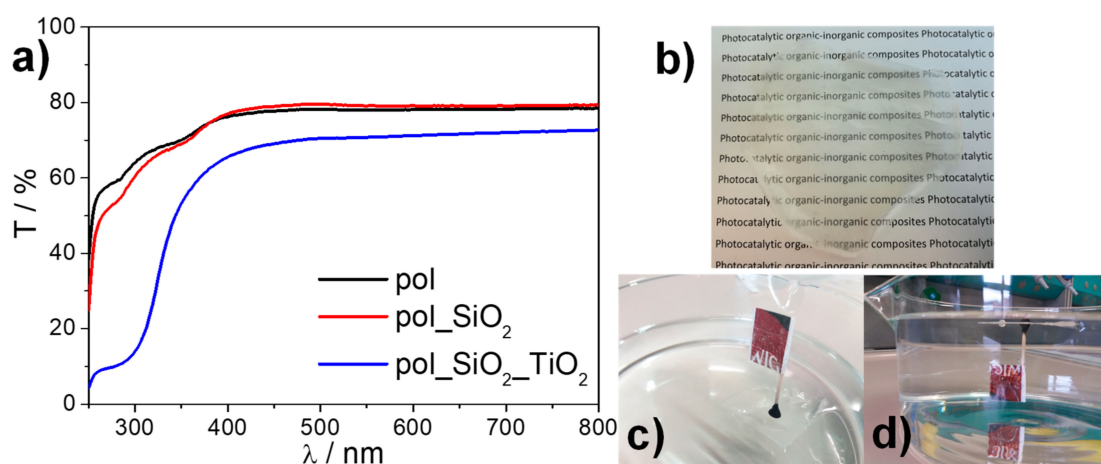 a)
T / %
100
80
60
40
20
0
300
400
500
600
700
800
λ / nm
pol
pol_SiO₂
pol_SiO₂_TiO₂
b)
Photocatalytic organic-inorganic composites Photocatalytic o
Photocatalytic organic-inorganic composites Photocatalytic o
Photocatalytic organic-inorganic composites Photocatalytic o
Photocatalytic organic-inorganic composites Photocatalytic
Photocatalytic organic-inorganic composites Photocatalytic
Photocatalytic organic-inorganic composites Photocatalytic
Photocatalytic organic-inorganic composites Photocatalytic
Photocatalytic organic-inorganic composites Photocatalytic
Photocatalytic organic-inorganic composites Photocatalytic
Photocatalytic organic-inorganic composites Photocatalytic
Photocatalytic organic-inorganic composites Photocatalytic
Photocatalytic organic-inorganic composites Photocatalytic
c)
d)